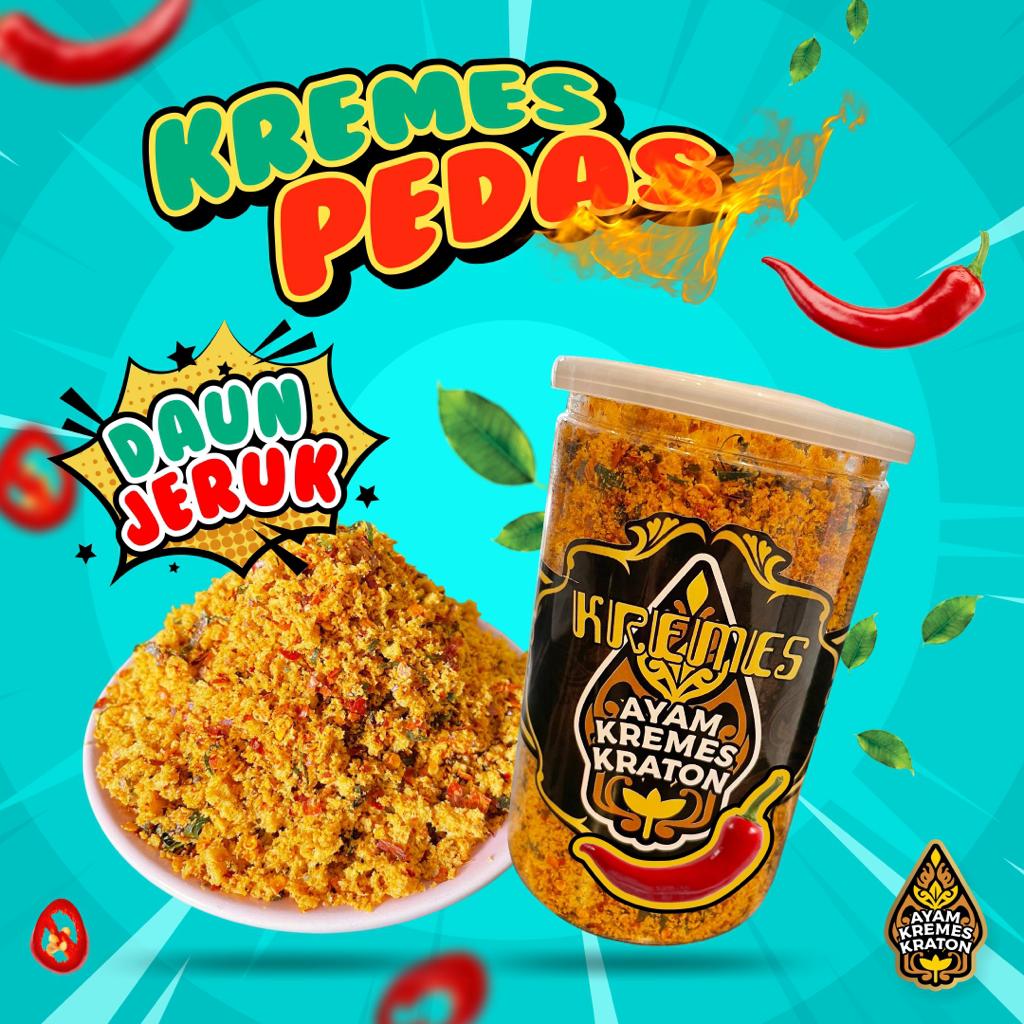 KREMES
PEDAS
DAUN
JERUK
KREMES
AYAM
KREMES
KRATON
AYAM
KREMES
KRATON